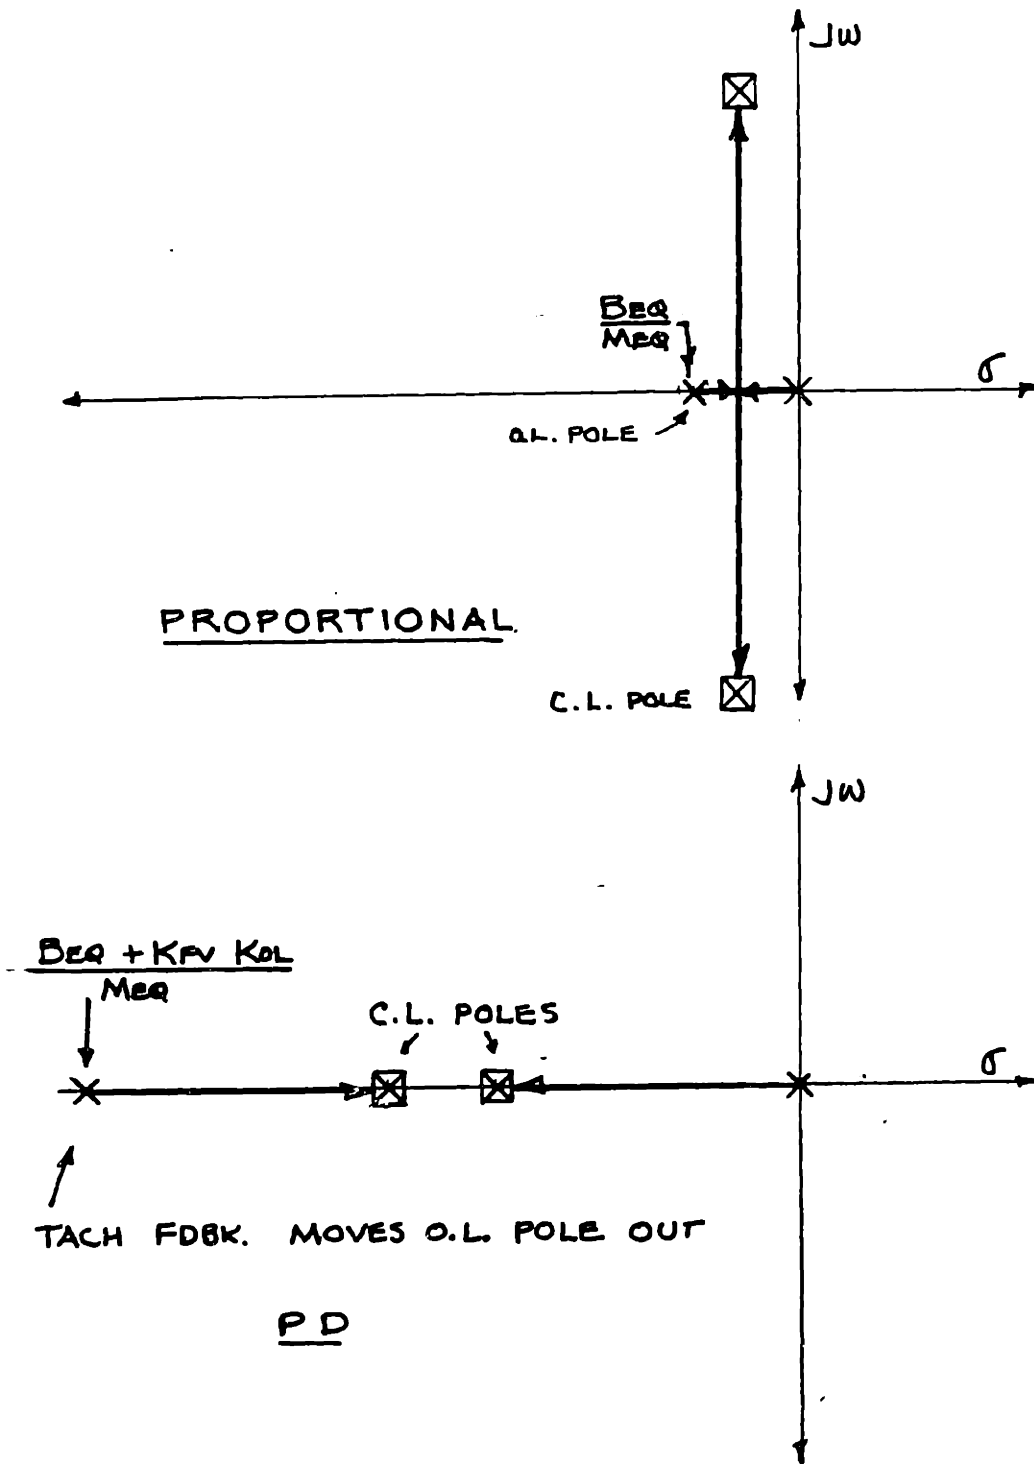 JW
BEQ
MEQ
σ
O.L. POLE
PROPORTIONAL.
C.L. POLE
JW
BEQ + KFV KOL
MEQ
C.L. POLES
σ
TACH FDBK. MOVES O.L. POLE OUT
PD